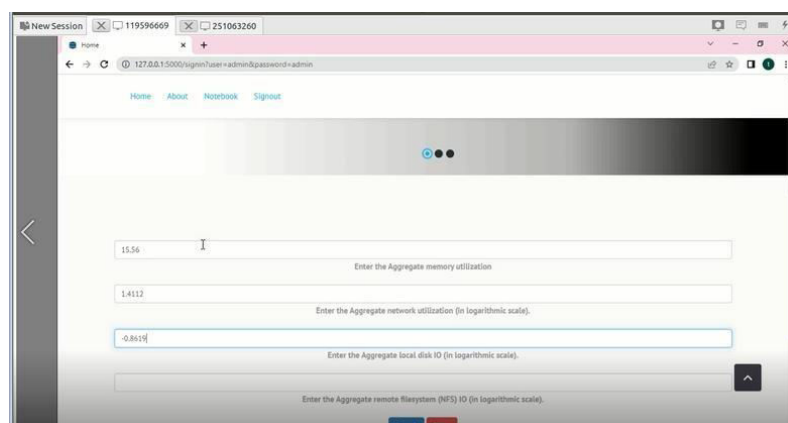 New Session 119596669 251063260
Home
127.0.0.1:5000/signin?user=admin&password=admin
Home About Notebook Signout
15.56
Enter the Aggregate memory utilization
1.4112
Enter the Aggregate network utilization (in logarithmic scale).
-0.8619
Enter the Aggregate local disk IO (in logarithmic scale).
Enter the Aggregate remote filesystem (NFS) IO (in logarithmic scale).